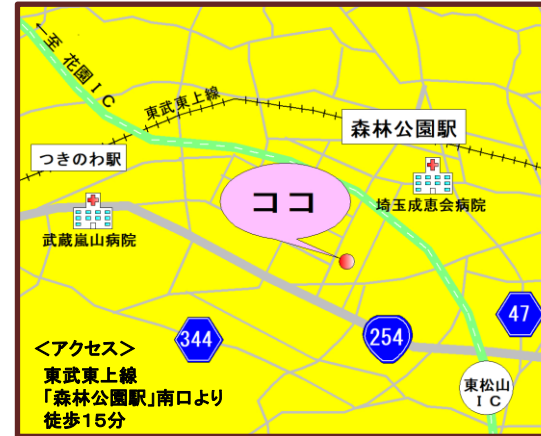 ←至 花園IC
東武東上線
森林公園駅
つきのわ駅
ココ
埼玉成恵会病院
武蔵嵐山病院
47
344
254
<アクセス>
東武東上線
「森林公園駅」南口より
徒歩15分
東松山
IC